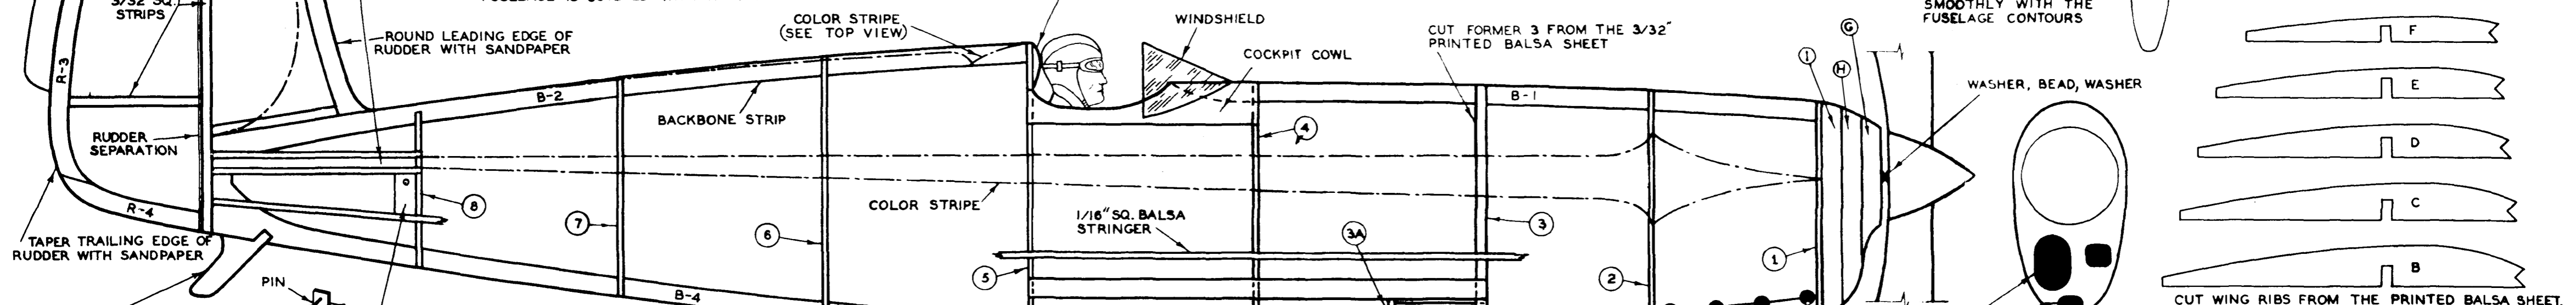 3/32" SQ.
STRIPS
ROUND LEADING EDGE OF
RUDDER WITH SANDPAPER
R-3
RUDDER
SEPARATION
R-4
TAPER TRAILING EDGE OF
RUDDER WITH SANDPAPER
PIN
B-2
BACKBONE STRIP
COLOR STRIPE
(SEE TOP VIEW)
8
7
6
5
B-4
COLOR STRIPE
1/16" SQ. BALSA
STRINGER
WINDSHIELD
COCKPIT COWL
4
3A
CUT FORMER 3 FROM THE 3/32"
PRINTED BALSA SHEET
B-1
3
2
1
I
H
G
SMOOTHLY WITH THE
FUSELAGE CONTOURS
WASHER, BEAD, WASHER
F
E
D
C
B
CUT WING RIBS FROM THE PRINTED BALSA SHEET.